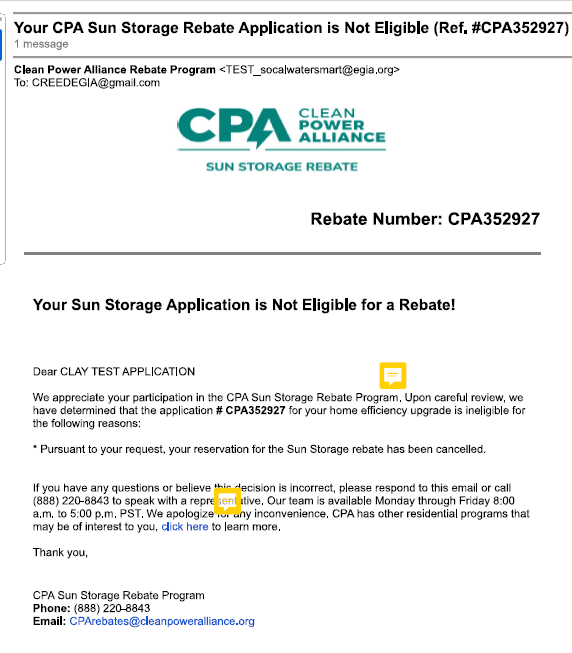 Your CPA Sun Storage Rebate Application is Not Eligible (Ref. #CPA352927)
1 message
Clean Power Alliance Rebate Program <TEST_socalwatersmart@egia.org>
To: CREEDEGIA@gmail.com
CPA CLEAN POWER ALLIANCE
SUN STORAGE REBATE
Rebate Number: CPA352927
Your Sun Storage Application is Not Eligible for a Rebate!
Dear CLAY TEST APPLICATION
We appreciate your participation in the CPA Sun Storage Rebate Program. Upon careful review, we
have determined that the application # CPA352927 for your home efficiency upgrade is ineligible for
the following reasons:
* Pursuant to your request, your reservation for the Sun Storage rebate has been cancelled.
If you have any questions or believe this decision is incorrect, please respond to this email or call
(888) 220-8843 to speak with a representative. Our team is available Monday through Friday 8:00
a.m. to 5:00 p.m. PST. We apologize for any inconvenience. CPA has other residential programs that
may be of interest to you, click here to learn more.
Thank you,
CPA Sun Storage Rebate Program
Phone: (888) 220-8843
Email: CPArebates@cleanpoweralliance.org